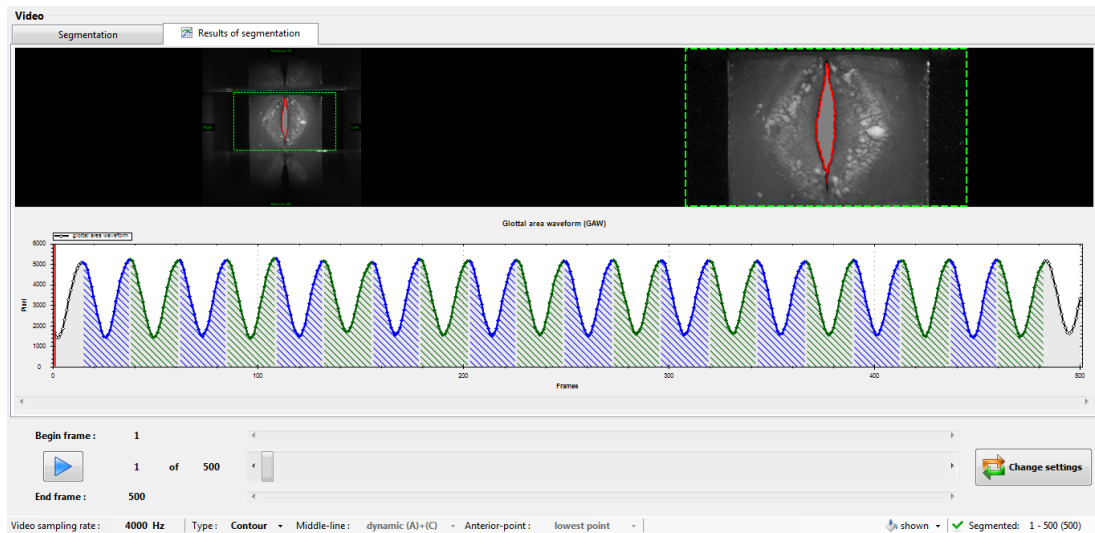 Video
Segmentation
Results of segmentation
Right
Left
Glottal area waveform (GAW)
glottal area waveform
6000
5000
4000
3000
2000
1000
0
Pixel
0 100 200 300 400 500
Frames
Begin frame : 1
1 of 500
Change settings
End frame : 500
Video sampling rate : 4000 Hz Type : Contour Middle-line : dynamic (A)+(C) Anterior-point : lowest point shown Segmented: 1 - 500 (500)